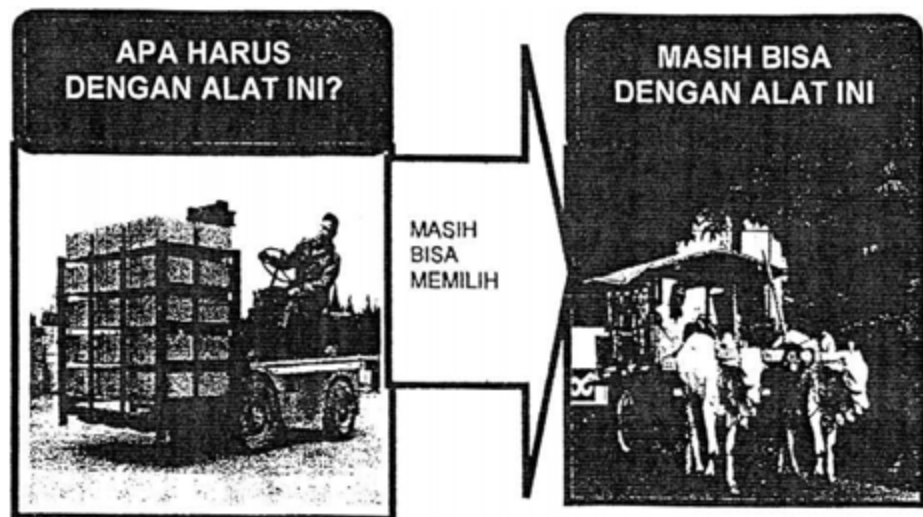 APA HARUS
DENGAN ALAT INI?
MASIH
BISA
MEMILIH
MASIH BISA
DENGAN ALAT INI